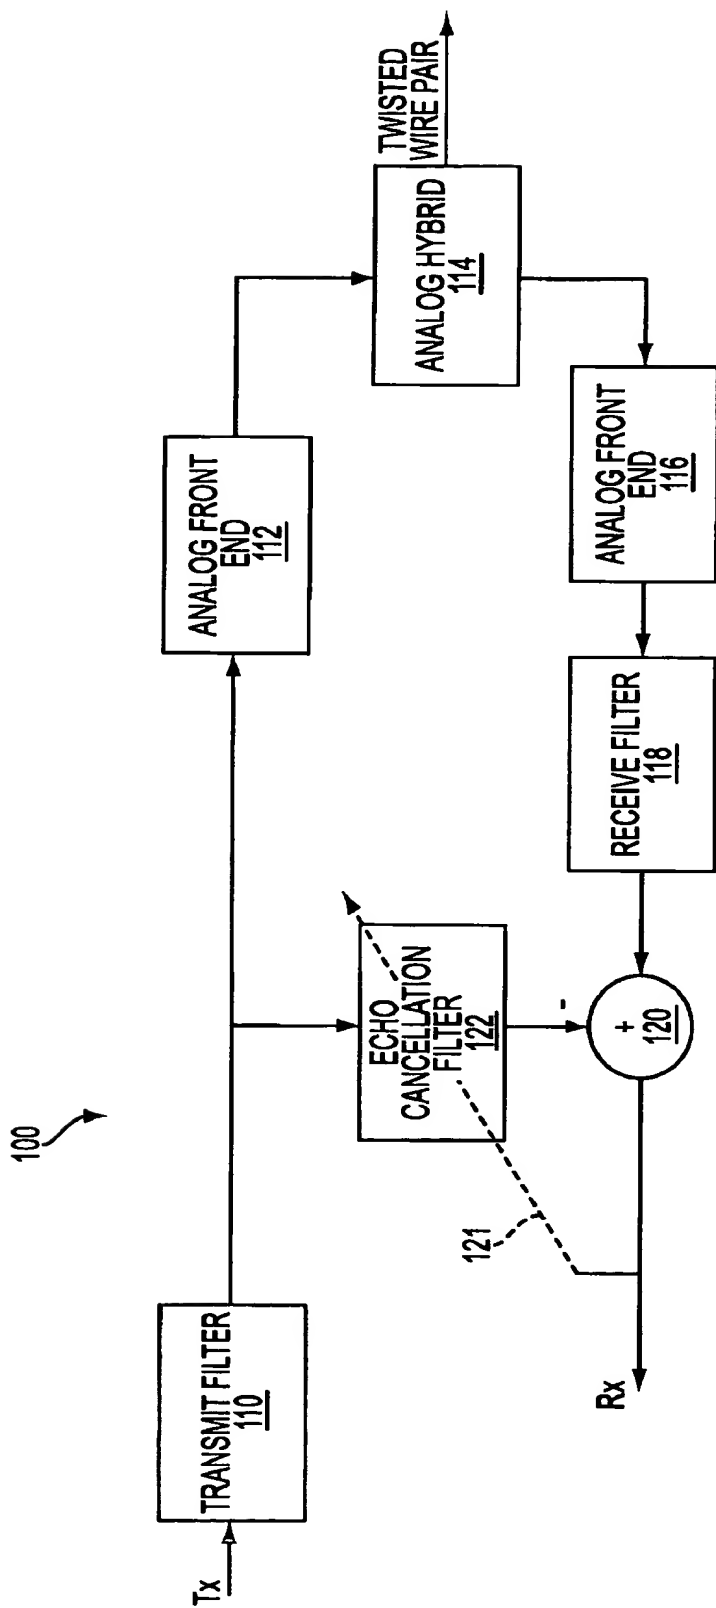 100
Tx
TRANSMIT FILTER
110
ANALOG FRONT
END
112
ANALOG HYBRID
114
TWISTED
WIRE PAIR
ECHO
CANCELLATION
FILTER
122
121
-
+
120
RECEIVE FILTER
118
ANALOG FRONT
END
116
Rx